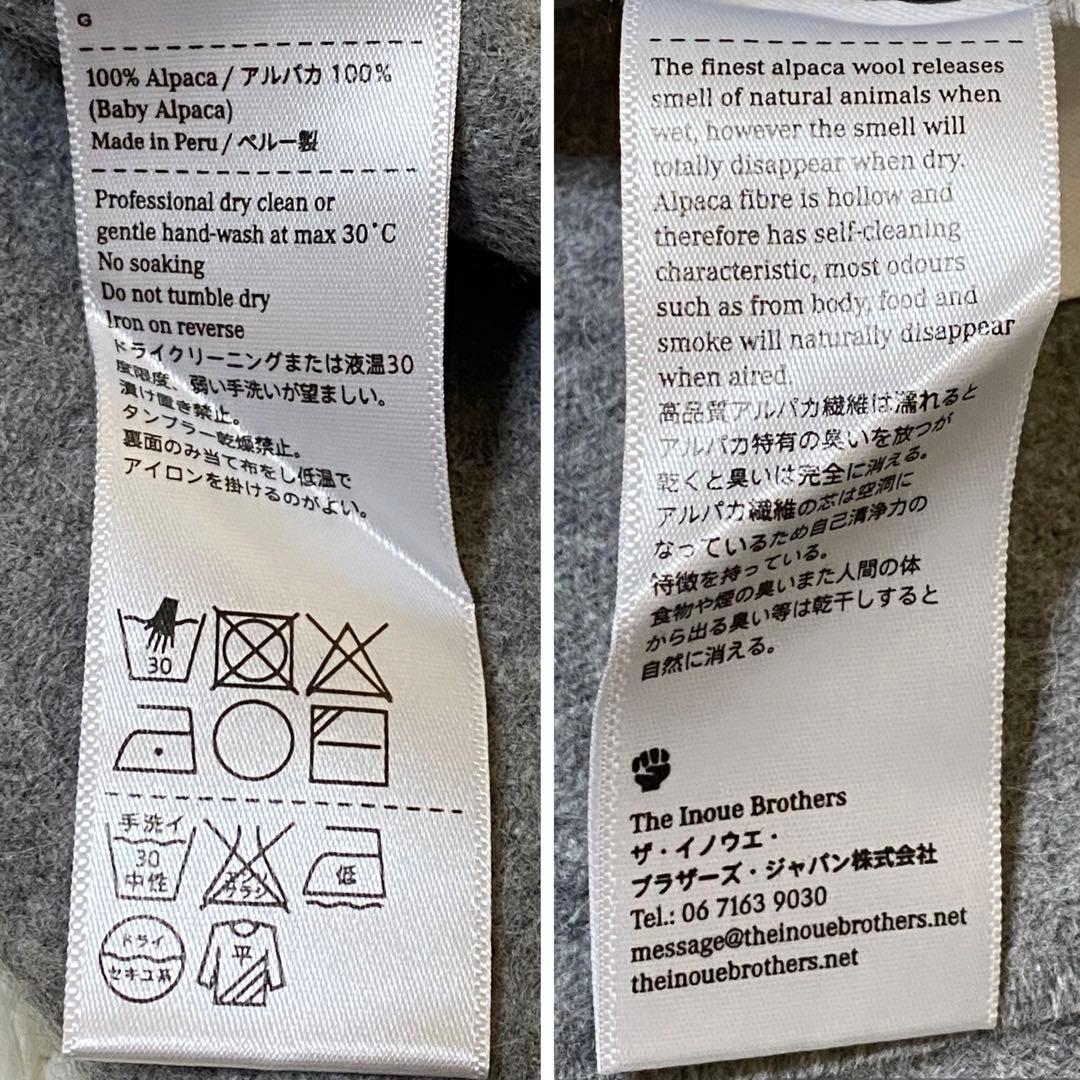 G
100% Alpaca / アルパカ 100%
(Baby Alpaca)
Made in Peru / ペルー製
Professional dry clean or
gentle hand-wash at max 30°C
No soaking
Do not tumble dry
Iron on reverse
ドライクリーニングまたは液温30
度限度、弱い手洗いが望ましい。
漬け置き禁止。
タンブラー乾燥禁止。
裏面のみ当て布をし低温で
アイロンを掛けるのがよい。
30
手洗イ
30
中性
エンソ
サラシ
低
ドライ
セキユ系
平
The finest alpaca wool releases
smell of natural animals when
wet, however the smell will
totally disappear when dry.
Alpaca fibre is hollow and
therefore has self-cleaning
characteristic, most odours
such as from body, food and
smoke will naturally disappear
when aired.
高品質アルパカ繊維は濡れると
アルパカ特有の臭いを放つが
乾くと臭いは完全に消える。
アルパカ繊維の芯は空洞に
なっているため自己清浄力の
特徴を持っている。
食物や煙の臭いまた人間の体
から出る臭い等は乾干しすると
自然に消える。
The Inoue Brothers
ザ・イノウエ・
ブラザーズ・ジャパン株式会社
Tel.: 06 7163 9030
message@theinouebrothers.net
theinouebrothers.net